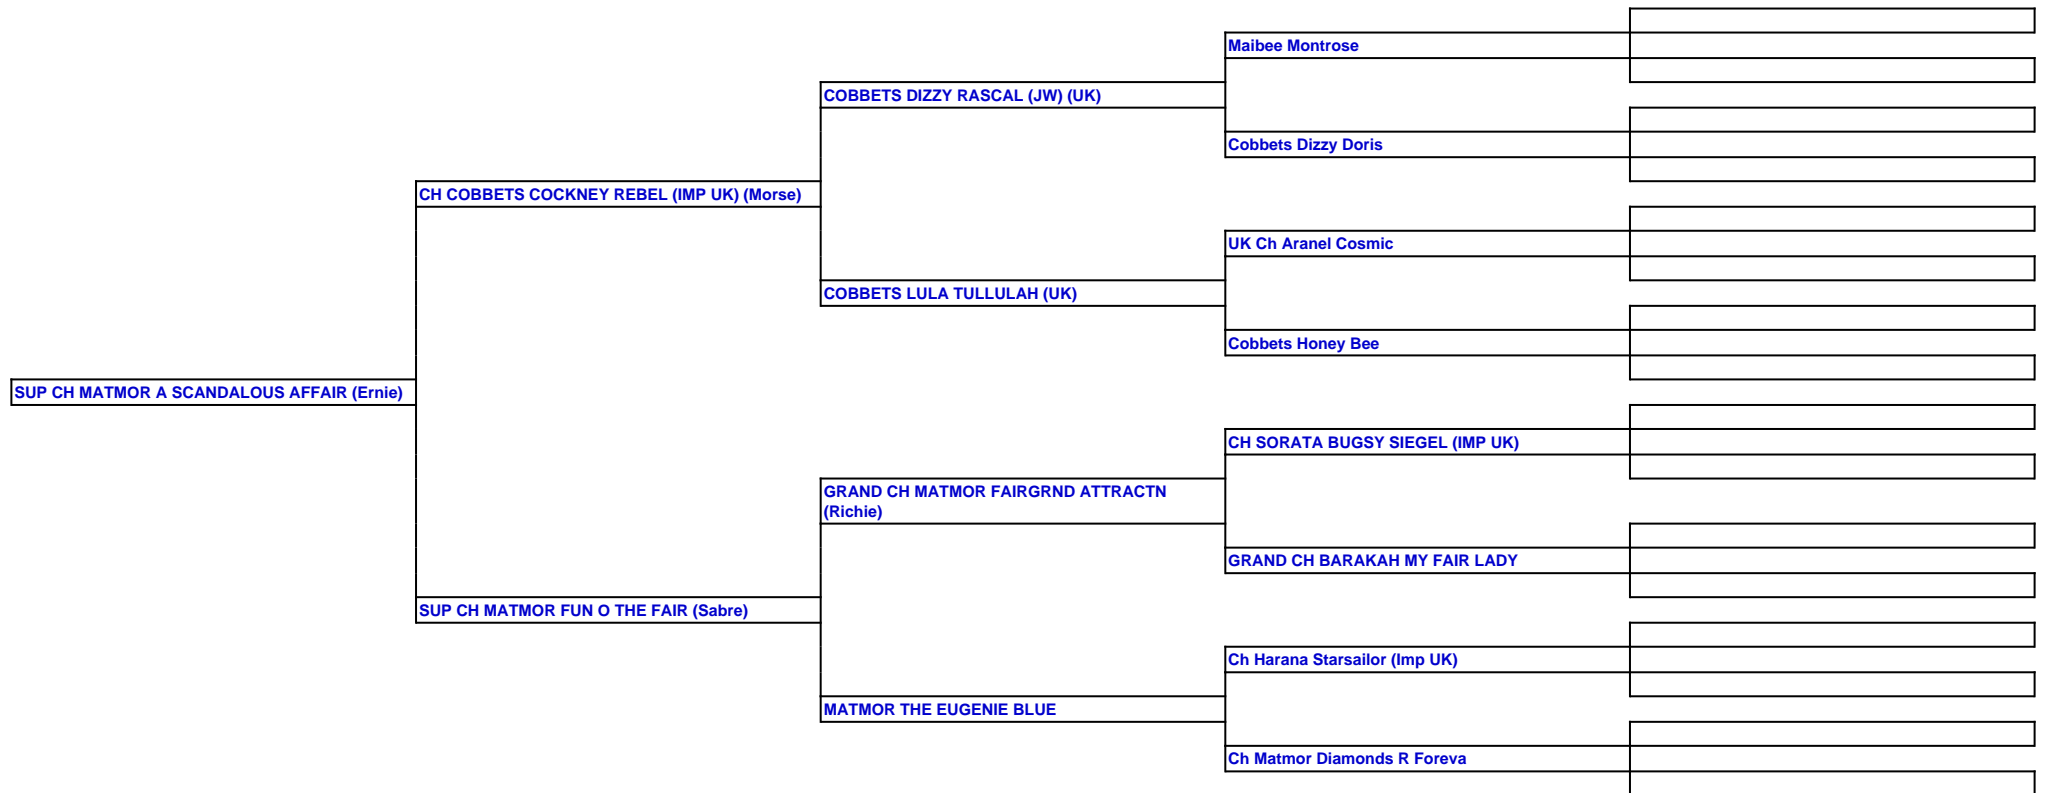 Maibee Montrose
COBBETS DIZZY RASCAL (JW) (UK)
Cobbets Dizzy Doris
CH COBBETS COCKNEY REBEL (IMP UK) (Morse)
UK Ch Aranel Cosmic
COBBETS LULA TULLULAH (UK)
Cobbets Honey Bee
SUP CH MATMOR A SCANDALOUS AFFAIR (Ernie)
CH SORATA BUGSY SIEGEL (IMP UK)
GRAND CH MATMOR FAIRGRND ATTRACTN
(Richie)
GRAND CH BARAKAH MY FAIR LADY
SUP CH MATMOR FUN O THE FAIR (Sabre)
Ch Harana Starsailor (Imp UK)
MATMOR THE EUGENIE BLUE
Ch Matmor Diamonds R Foreva